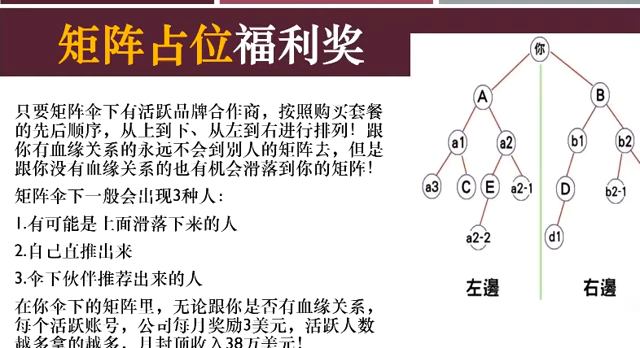 矩阵占位福利奖
只要矩阵伞下有活跃品牌合作商，按照购买套餐
的先后顺序，从上到下、从左到右进行排列！跟
你有血缘关系的永远不会到别人的矩阵去，但是
跟你没有血缘关系的也有机会滑落到你的矩阵！
矩阵伞下一般会出现3种人：
1.有可能是上面滑落下来的人
2.自己直推出来
3.伞下伙伴推荐出来的人
在你伞下的矩阵里，无论跟你是否有血缘关系，
每个活跃账号，公司每月奖励3美元，活跃人数
越多拿的越多，月封顶收入38万美元！
你
A
B
a1
a2
b1
b2
a3
C
E
a2-1
D
b2-1
a2-2
d1
左邊
右邊